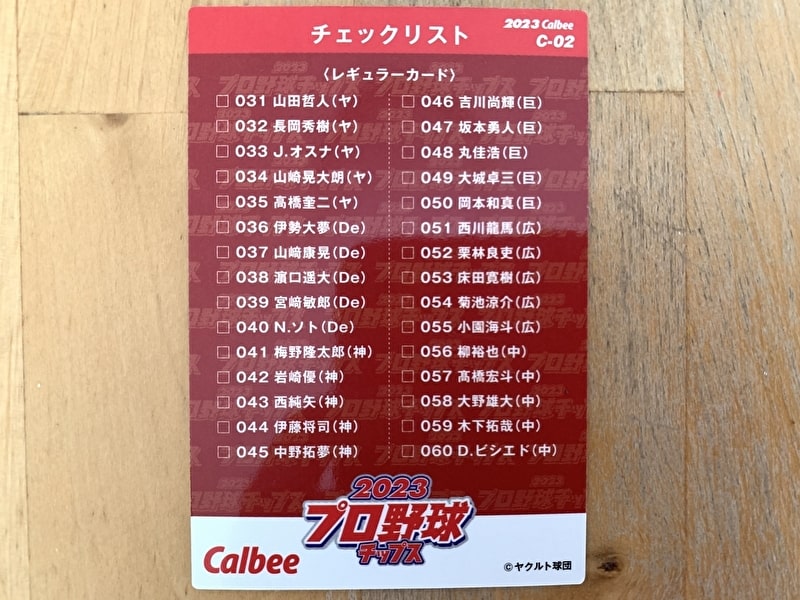 2023 Calbee
チェックリスト
C-02
〈レギュラーカード〉
□ 031 山田哲人(ヤ)
□ 032 長岡秀樹(ヤ)
□ 033 J.オスナ(ヤ)
□ 034 山崎晃大朗(ヤ)
□ 035 高橋奎二(ヤ)
□ 036 伊勢大夢(De)
□ 037 山﨑康晃(De)
□ 038 濵口遥大(De)
□ 039 宮﨑敏郎(De)
□ 040 N.ソト(De)
□ 041 梅野隆太郎(神)
□ 042 岩崎優(神)
□ 043 西純矢(神)
□ 044 伊藤将司(神)
□ 045 中野拓夢(神)
□ 046 吉川尚輝(巨)
□ 047 坂本勇人(巨)
□ 048 丸佳浩(巨)
□ 049 大城卓三(巨)
□ 050 岡本和真(巨)
□ 051 西川龍馬(広)
□ 052 栗林良吏(広)
□ 053 床田寛樹(広)
□ 054 菊池涼介(広)
□ 055 小園海斗(広)
□ 056 柳裕也(中)
□ 057 髙橋宏斗(中)
□ 058 大野雄大(中)
□ 059 木下拓哉(中)
□ 060 D.ビシエド(中)
2023
プロ野球
チップス
Calbee
©ヤクルト球団